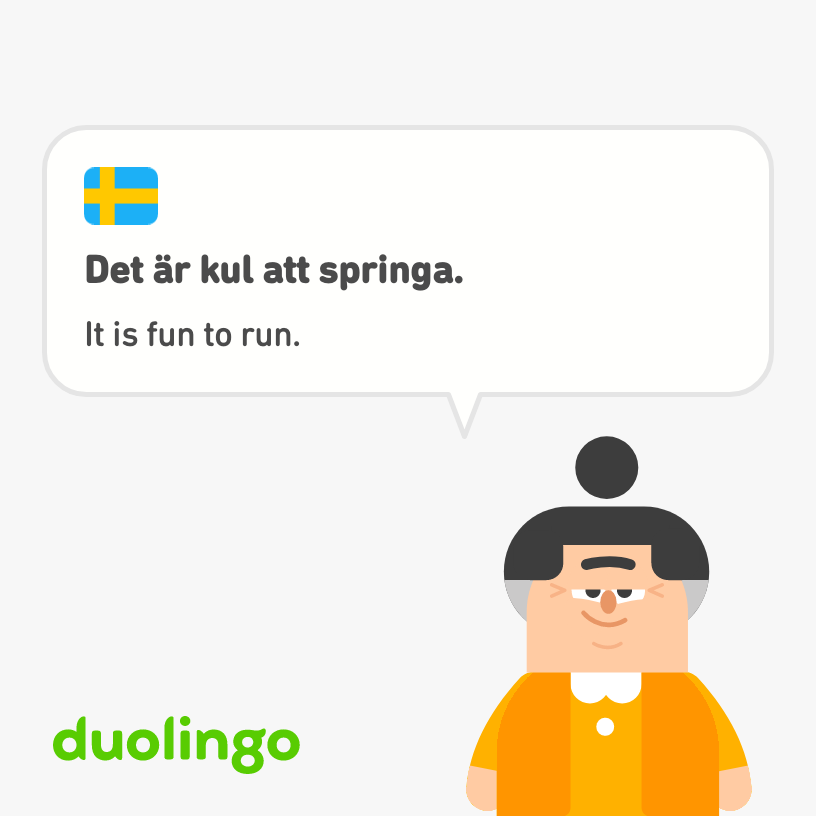 Det är kul att springa.
It is fun to run.
duolingo